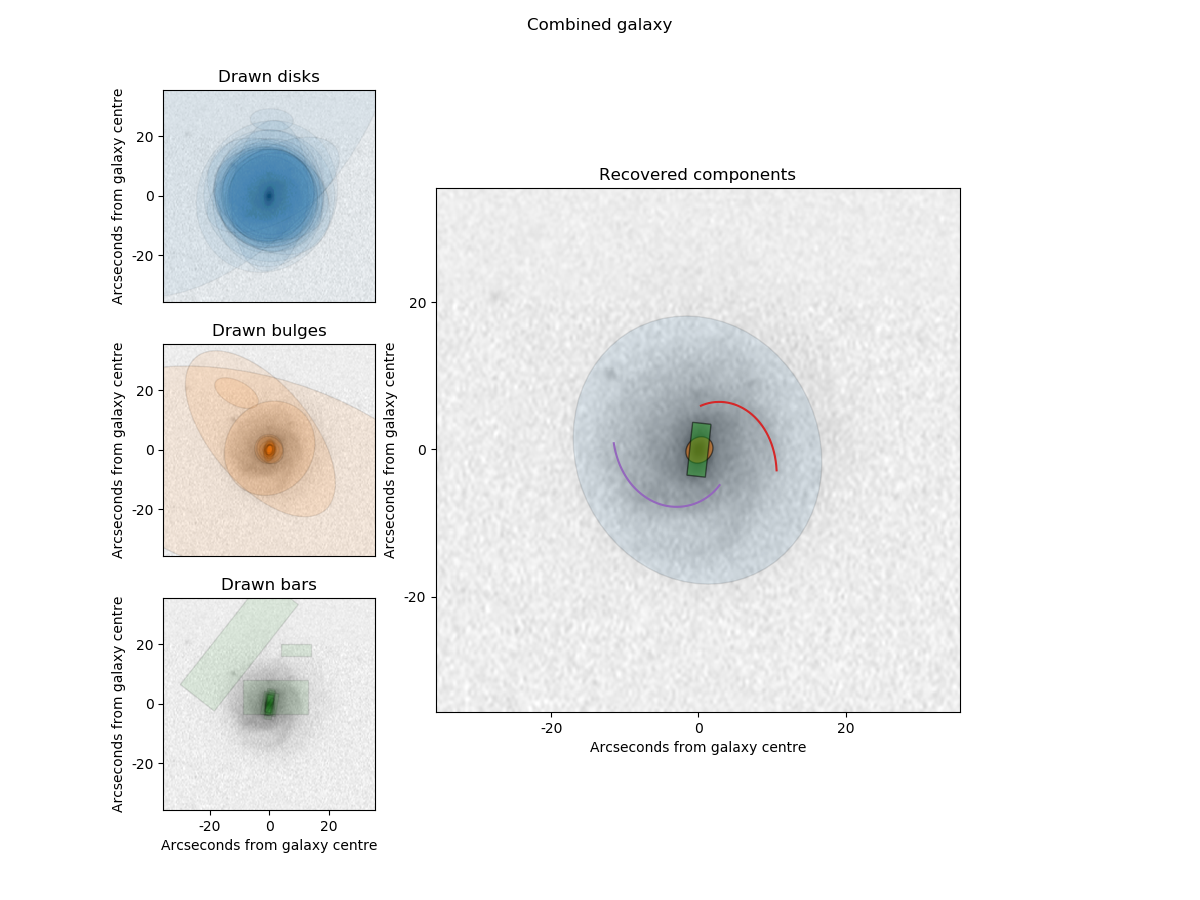 Combined galaxy
Drawn disks
Arcseconds from galaxy centre
20
0
-20
Drawn bulges
Arcseconds from galaxy centre
20
0
-20
Drawn bars
Arcseconds from galaxy centre
20
0
-20
-20 0 20
Arcseconds from galaxy centre
Recovered components
Arcseconds from galaxy centre
20
0
-20
-20 0 20
Arcseconds from galaxy centre